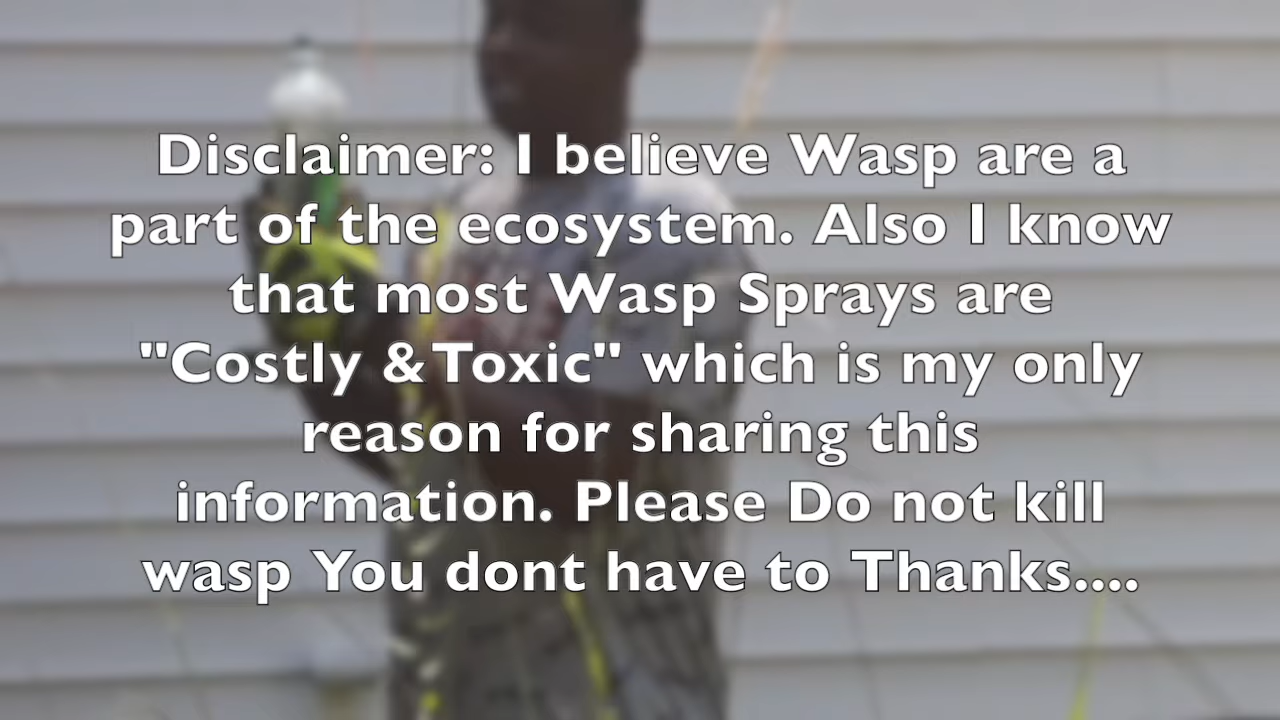 Disclaimer: I believe Wasp are a
part of the ecosystem. Also I know
that most Wasp Sprays are
"Costly &Toxic" which is my only
reason for sharing this
information. Please Do not kill
wasp You dont have to Thanks....